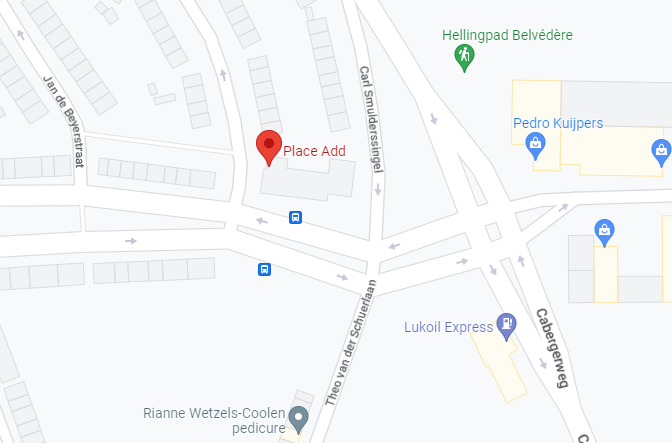 Hellingpad Belvédère
Jan de Beyerstraat
Carl Smulderssingel
Pedro Kuijpers
Place Add
Lukoil Express
Cabergerweg
Theo van der Schuerlaan
Rianne Wetzels-Coolen
pedicure
C